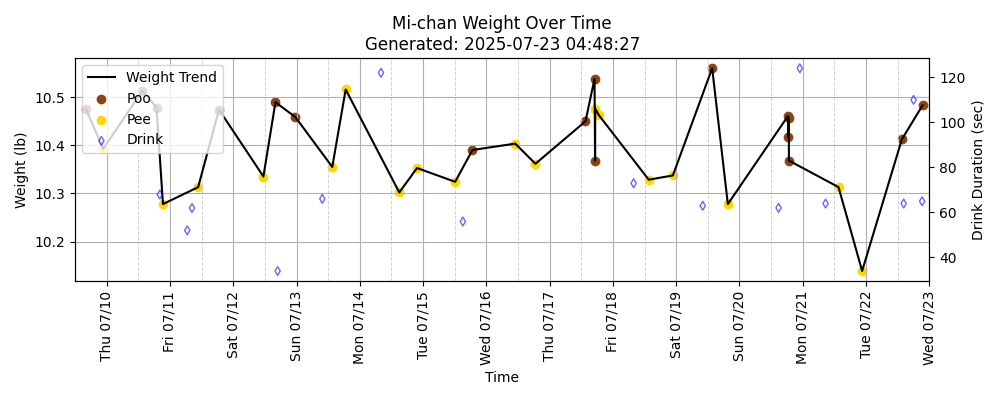 Mi-chan Weight Over Time
Generated: 2025-07-23 04:48:27
Weight Trend
Poo
Pee
Drink
Weight (lb)
10.5
10.4
10.3
10.2
Drink Duration (sec)
120
100
80
60
40
Thu 07/10
Fri 07/11
Sat 07/12
Sun 07/13
Mon 07/14
Tue 07/15
Wed 07/16
Thu 07/17
Fri 07/18
Sat 07/19
Sun 07/20
Mon 07/21
Tue 07/22
Wed 07/23
Time